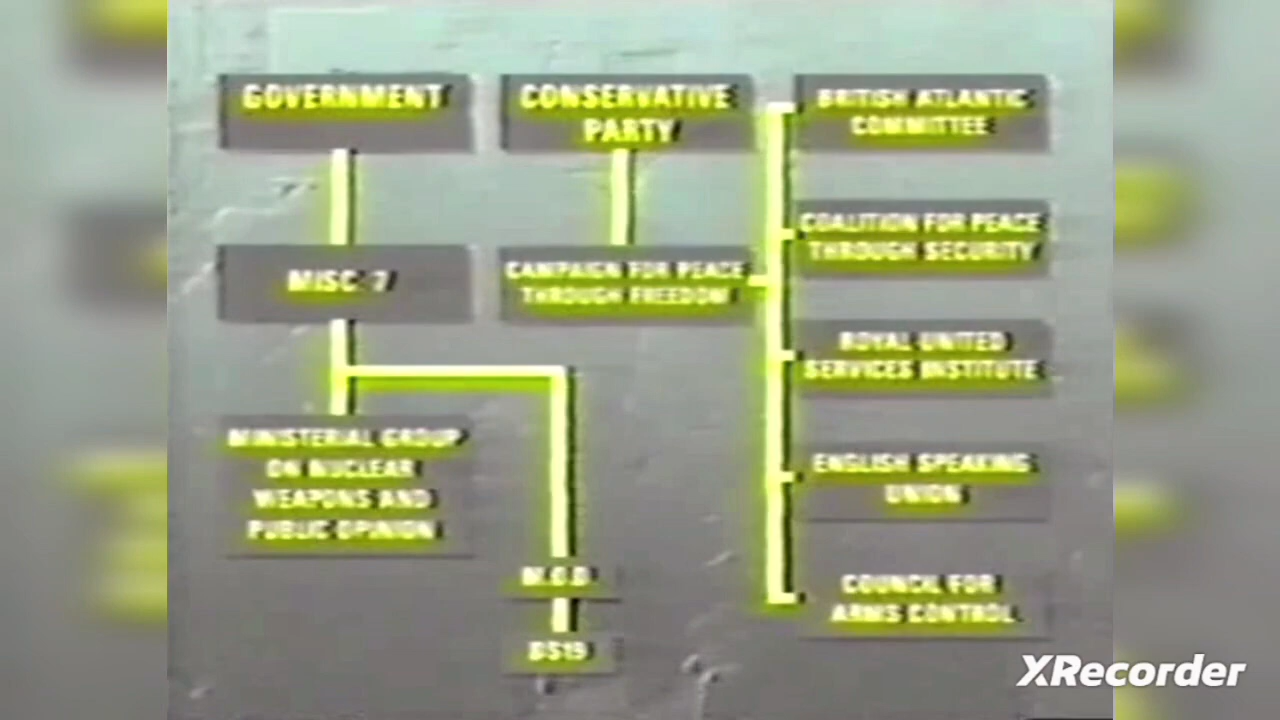 GOVERNMENT
CONSERVATIVE
PARTY
BRITISH ATLANTIC
COMMITTEE
COALITION FOR PEACE
THROUGH SECURITY
MISC 7
CAMPAIGN FOR PEACE
THROUGH FREEDOM
ROYAL UNITED
SERVICES INSTITUTE
MINISTERIAL GROUP
ON NUCLEAR
WEAPONS AND
PUBLIC OPINION
ENGLISH SPEAKING
UNION
M.O.D
DS19
COUNCIL FOR
ARMS CONTROL
XRecorder